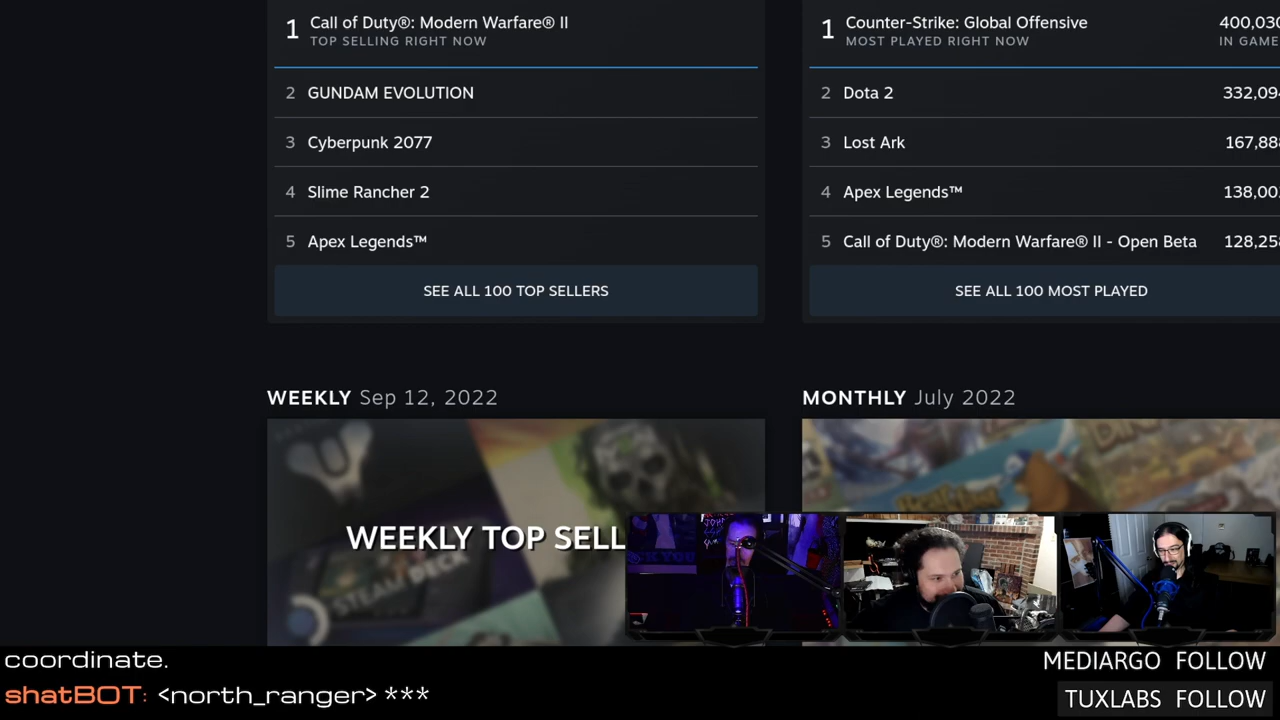 1 Call of Duty®: Modern Warfare® II
TOP SELLING RIGHT NOW
2 GUNDAM EVOLUTION
3 Cyberpunk 2077
4 Slime Rancher 2
5 Apex Legends™
SEE ALL 100 TOP SELLERS
1 Counter-Strike: Global Offensive 400,030
MOST PLAYED RIGHT NOW IN GAME
2 Dota 2 332,094
3 Lost Ark 167,88
4 Apex Legends™ 138,00
5 Call of Duty®: Modern Warfare® II - Open Beta 128,25
SEE ALL 100 MOST PLAYED
WEEKLY Sep 12, 2022
MONTHLY July 2022
WEEKLY TOP SELL
STEAM DECK
coordinate.
shatBOT: <north_ranger> ***
MEDIARGO FOLLOW
TUXLABS FOLLOW